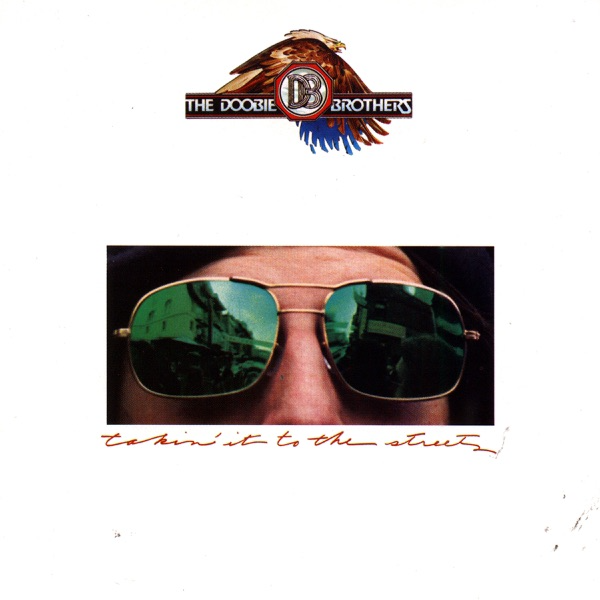 THE DOOBIE DB BROTHERS
takin' it to the streets